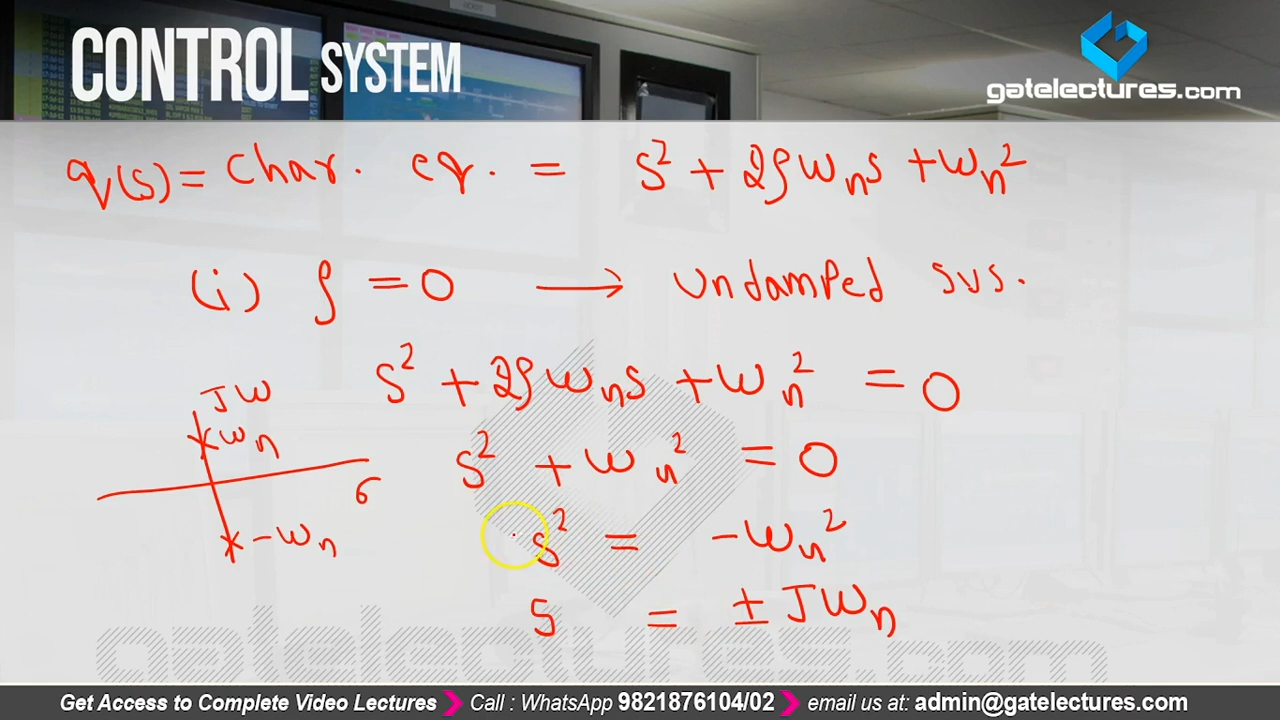 CONTROL SYSTEM
gatelectures.com
q(s) = Char. eq. = s² + 2ζωₙs + ωₙ²
(i) ζ = 0 → Undamped sys.
s² + 2ζωₙs + ωₙ² = 0
Jω
ωₙ
s² + ωₙ² = 0
σ
-ωₙ
s² = -ωₙ²
s = ± Jωₙ
gatelectures.com
Get Access to Complete Video Lectures Call : WhatsApp 9821876104/02 email us at: admin@gatelectures.com